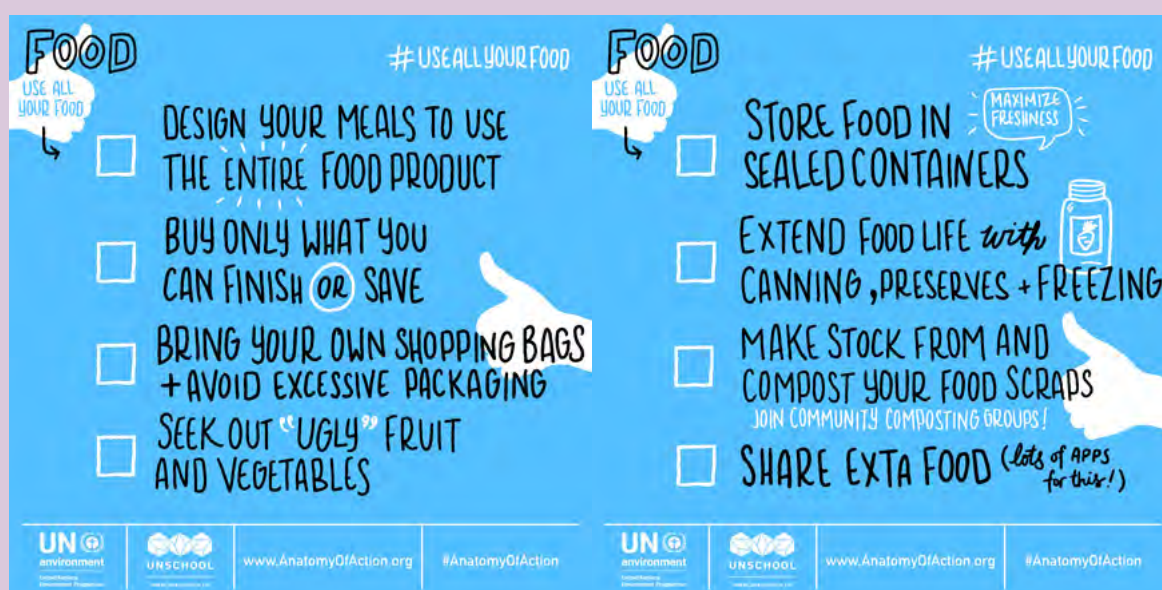 FOOD
#USEALLYOURFOOD
USE ALL
YOUR FOOD
DESIGN YOUR MEALS TO USE
THE ENTIRE FOOD PRODUCT
BUY ONLY WHAT YOU
CAN FINISH OR SAVE
BRING YOUR OWN SHOPPING BAGS
+ AVOID EXCESSIVE PACKAGING
SEEK OUT "UGLY" FRUIT
AND VEGETABLES
UN
environment
UNSCHOOL
www.AnatomyOfAction.org
#AnatomyOfAction
FOOD
#USEALLYOURFOOD
USE ALL
YOUR FOOD
STORE FOOD IN
MAXIMIZE
FRESHNESS
SEALED CONTAINERS
EXTEND FOOD LIFE with
CANNING, PRESERVES + FREEZING
MAKE STOCK FROM AND
COMPOST YOUR FOOD SCRAPS
JOIN COMMUNITY COMPOSTING GROUPS!
SHARE EXTA FOOD (lots of APPS
for this!)
UN
environment
UNSCHOOL
www.AnatomyOfAction.org
#AnatomyOfAction